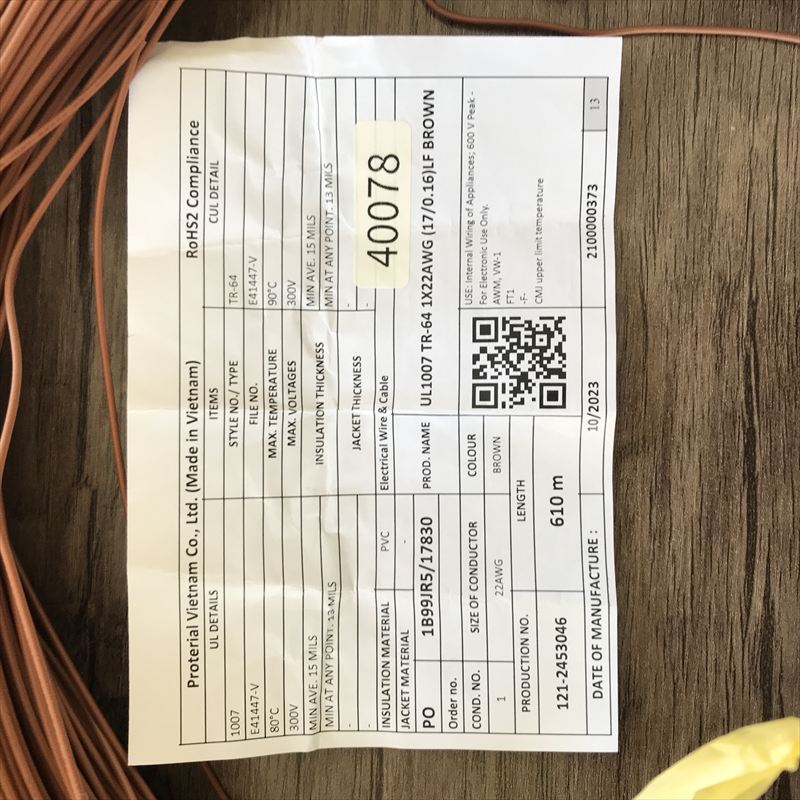 Proterial Vietnam Co., Ltd. (Made in Vietnam) RoHS2 Compliance
UL DETAILS ITEMS CUL DETAIL
1007 STYLE NO./ TYPE TR-64
E41447-V FILE NO. E41447-V
80°C MAX. TEMPERATURE 90°C
300V MAX. VOLTAGES 300V
MIN AVE. 15 MILS INSULATION THICKNESS MIN AVE. 15 MILS
MIN AT ANY POINT. 13 MILS MIN AT ANY POINT. 13 MILS
- JACKET THICKNESS -
- -
40078
INSULATION MATERIAL PVC Electrical Wire & Cable
JACKET MATERIAL -
PO 1B99JR5/17830 PROD. NAME UL1007 TR-64 1X22AWG (17/0.16)LF BROWN
Order no.
COND. NO. SIZE OF CONDUCTOR COLOUR
1 22AWG BROWN
USE: Internal Wiring of Appliances; 600 V Peak -
For Electronic Use Only.
AWM, VW-1
FT1
-F-
CMJ upper limit temperature
PRODUCTION NO. LENGTH
121-2453046 610 m
DATE OF MANUFACTURE : 10/2023 2100000373 13